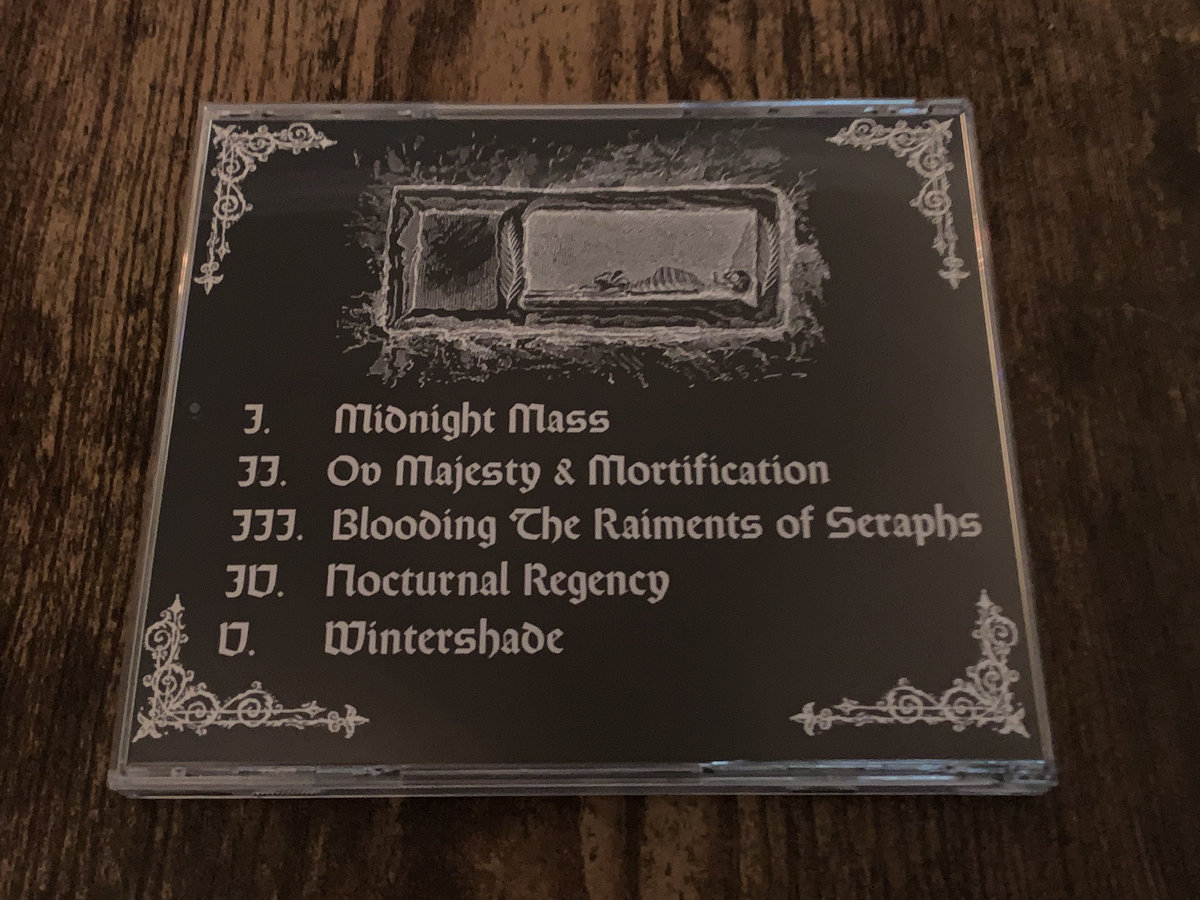 I. Midnight Mass
II. Ov Majesty & Mortification
III. Blooding The Raiments of Seraphs
IV. Nocturnal Regency
V. Wintershade